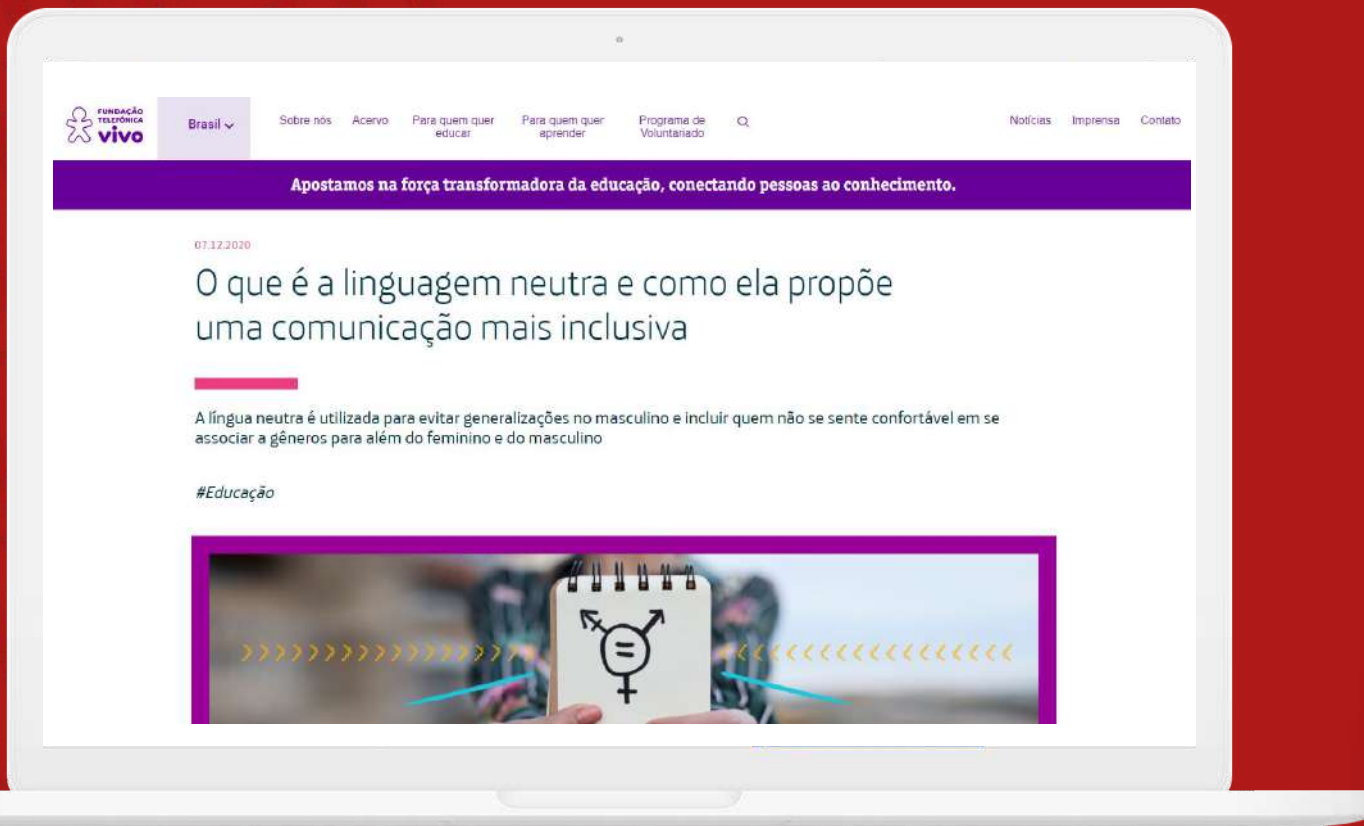 FUNDAÇÃO
TELEFÔNICA
vivo
Brasil
Sobre nós
Acervo
Para quem quer
educar
Para quem quer
aprender
Programa de
Voluntariado
Notícias
Imprensa
Contato
Apostamos na força transformadora da educação, conectando pessoas ao conhecimento.
07.12.2020
O que é a linguagem neutra e como ela propõe
uma comunicação mais inclusiva
A língua neutra é utilizada para evitar generalizações no masculino e incluir quem não se sente confortável em se
associar a gêneros para além do feminino e do masculino
#Educação